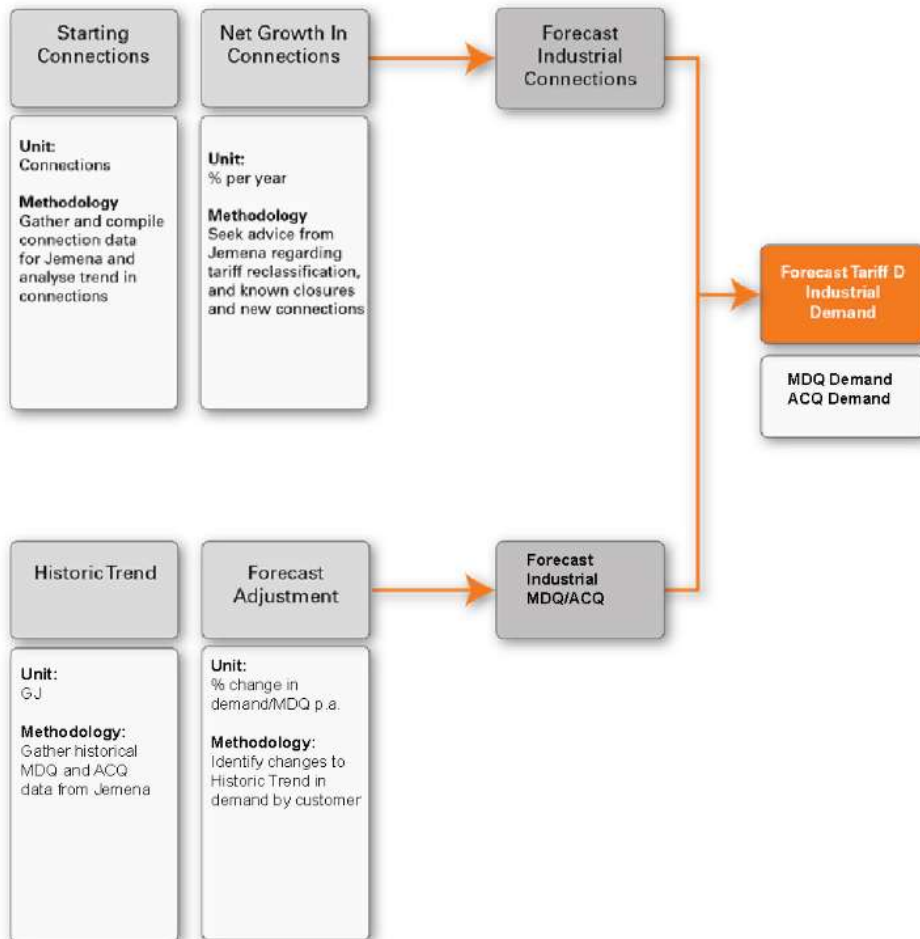 Starting
Connections
Unit:
Connections
Methodology
Gather and compile
connection data
for Jemena and
analyse trend in
connections
Net Growth In
Connections
Unit:
% per year
Methodology
Seek advice from
Jemena regarding
tariff reclassification,
and known closures
and new connections
Forecast
Industrial
Connections
Forecast Tariff D
Industrial
Demand
MDQ Demand
ACQ Demand
Historic Trend
Unit:
GJ
Methodology:
Gather historical
MDQ and ACQ
data from Jemena
Forecast
Adjustment
Unit:
% change in
demand/MDQ p.a.
Methodology:
Identify changes to
Historic Trend in
demand by customer
Forecast
Industrial
MDQ/ACQ